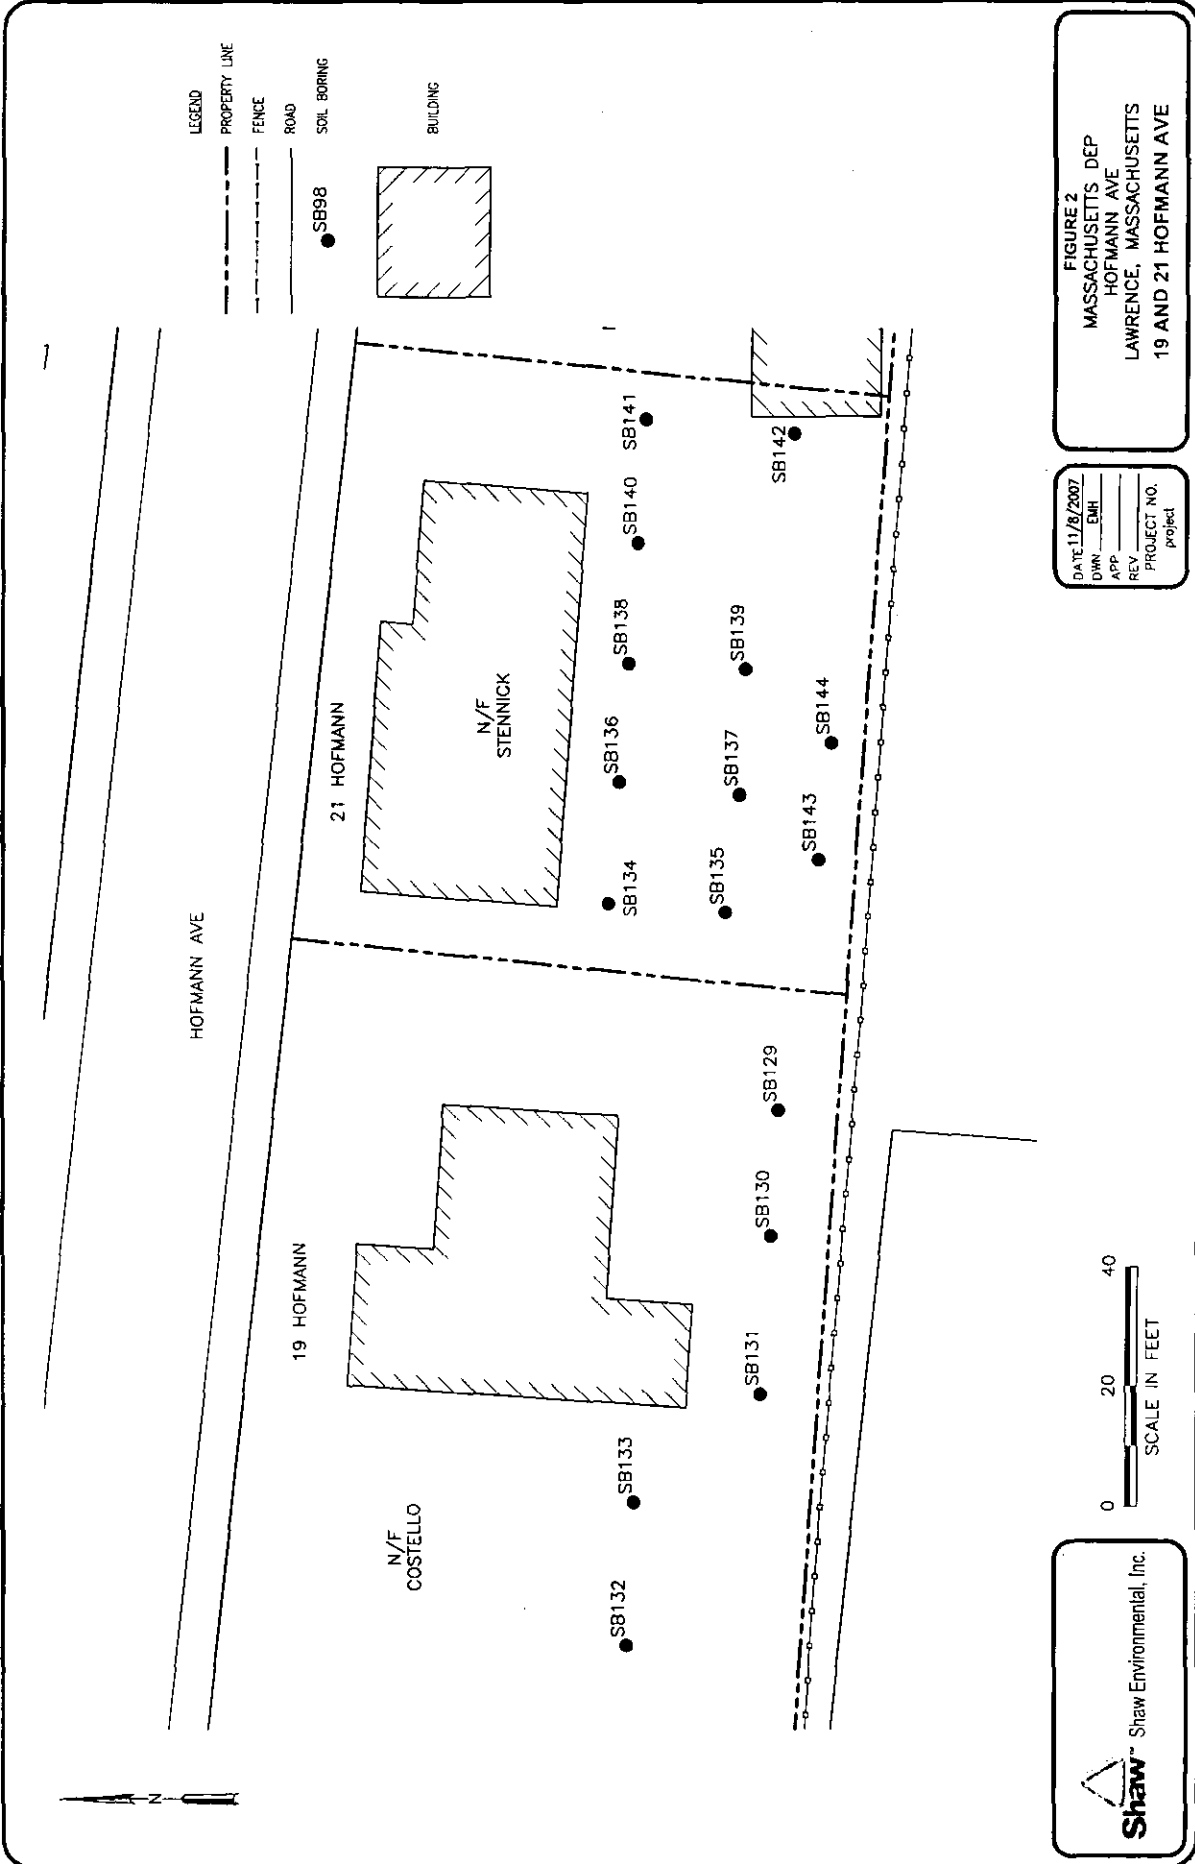 LEGEND
PROPERTY LINE
FENCE
ROAD
SB98
SOIL BORING
BUILDING
HOFMANN AVE
19 HOFMANN
21 HOFMANN
N/F
COSTELLO
N/F
STENNICK
SB132
SB133
SB131
SB130
SB129
SB134
SB136
SB138
SB140
SB141
SB135
SB137
SB139
SB142
SB143
SB144
N
Shaw™ Shaw Environmental, Inc.
0 20 40
SCALE IN FEET
DATE 11/8/2007
DWN EMH
APP
REV
PROJECT NO.
project
FIGURE 2
MASSACHUSETTS DEP
HOFMANN AVE
LAWRENCE, MASSACHUSETTS
19 AND 21 HOFMANN AVE